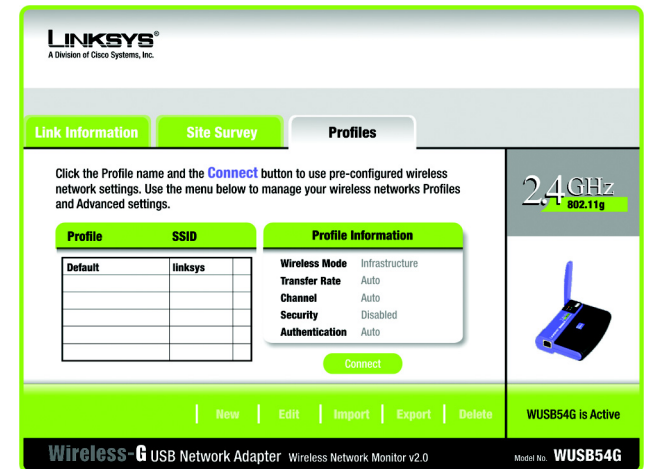 LINKSYS®
A Division of Cisco Systems, Inc.
Link Information Site Survey Profiles
Click the Profile name and the Connect button to use pre-configured wireless
network settings. Use the menu below to manage your wireless networks Profiles
and Advanced settings.
2.4 GHz
802.11g
Profile SSID
Default linksys
Profile Information
Wireless Mode Infrastructure
Transfer Rate Auto
Channel Auto
Security Disabled
Authentication Auto
Connect
New Edit Import Export Delete
WUSB54G is Active
Wireless-G USB Network Adapter Wireless Network Monitor v2.0
Model No. WUSB54G